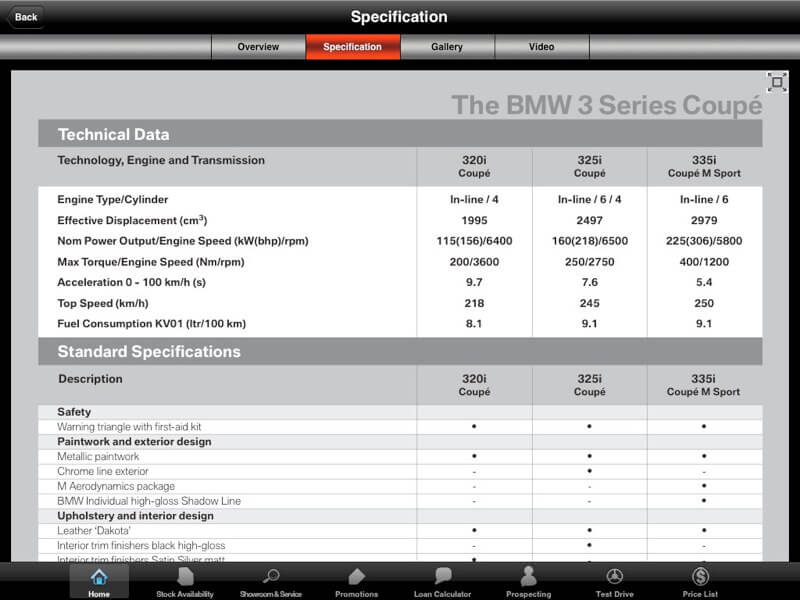 Back
Specification
Overview Specification Gallery Video
The BMW 3 Series Coupé
Technical Data
Technology, Engine and Transmission 320i Coupé 325i Coupé 335i Coupé M Sport
Engine Type/Cylinder In-line / 4 In-line / 6 / 4 In-line / 6
Effective Displacement (cm³) 1995 2497 2979
Nom Power Output/Engine Speed (kW(bhp)/rpm) 115(156)/6400 160(218)/6500 225(306)/5800
Max Torque/Engine Speed (Nm/rpm) 200/3600 250/2750 400/1200
Acceleration 0 - 100 km/h (s) 9.7 7.6 5.4
Top Speed (km/h) 218 245 250
Fuel Consumption KV01 (ltr/100 km) 8.1 9.1 9.1
Standard Specifications
Description 320i Coupé 325i Coupé 335i Coupé M Sport
Safety
Warning triangle with first-aid kit • • •
Paintwork and exterior design
Metallic paintwork • • •
Chrome line exterior - • -
M Aerodynamics package - - •
BMW Individual high-gloss Shadow Line - - •
Upholstery and interior design
Leather ‘Dakota’ • • •
Interior trim finishers black high-gloss - • -
Interior trim finishers Satin Silver matt • - -
Home Stock Availability Showroom & Service Promotions Loan Calculator Prospecting Test Drive Price List